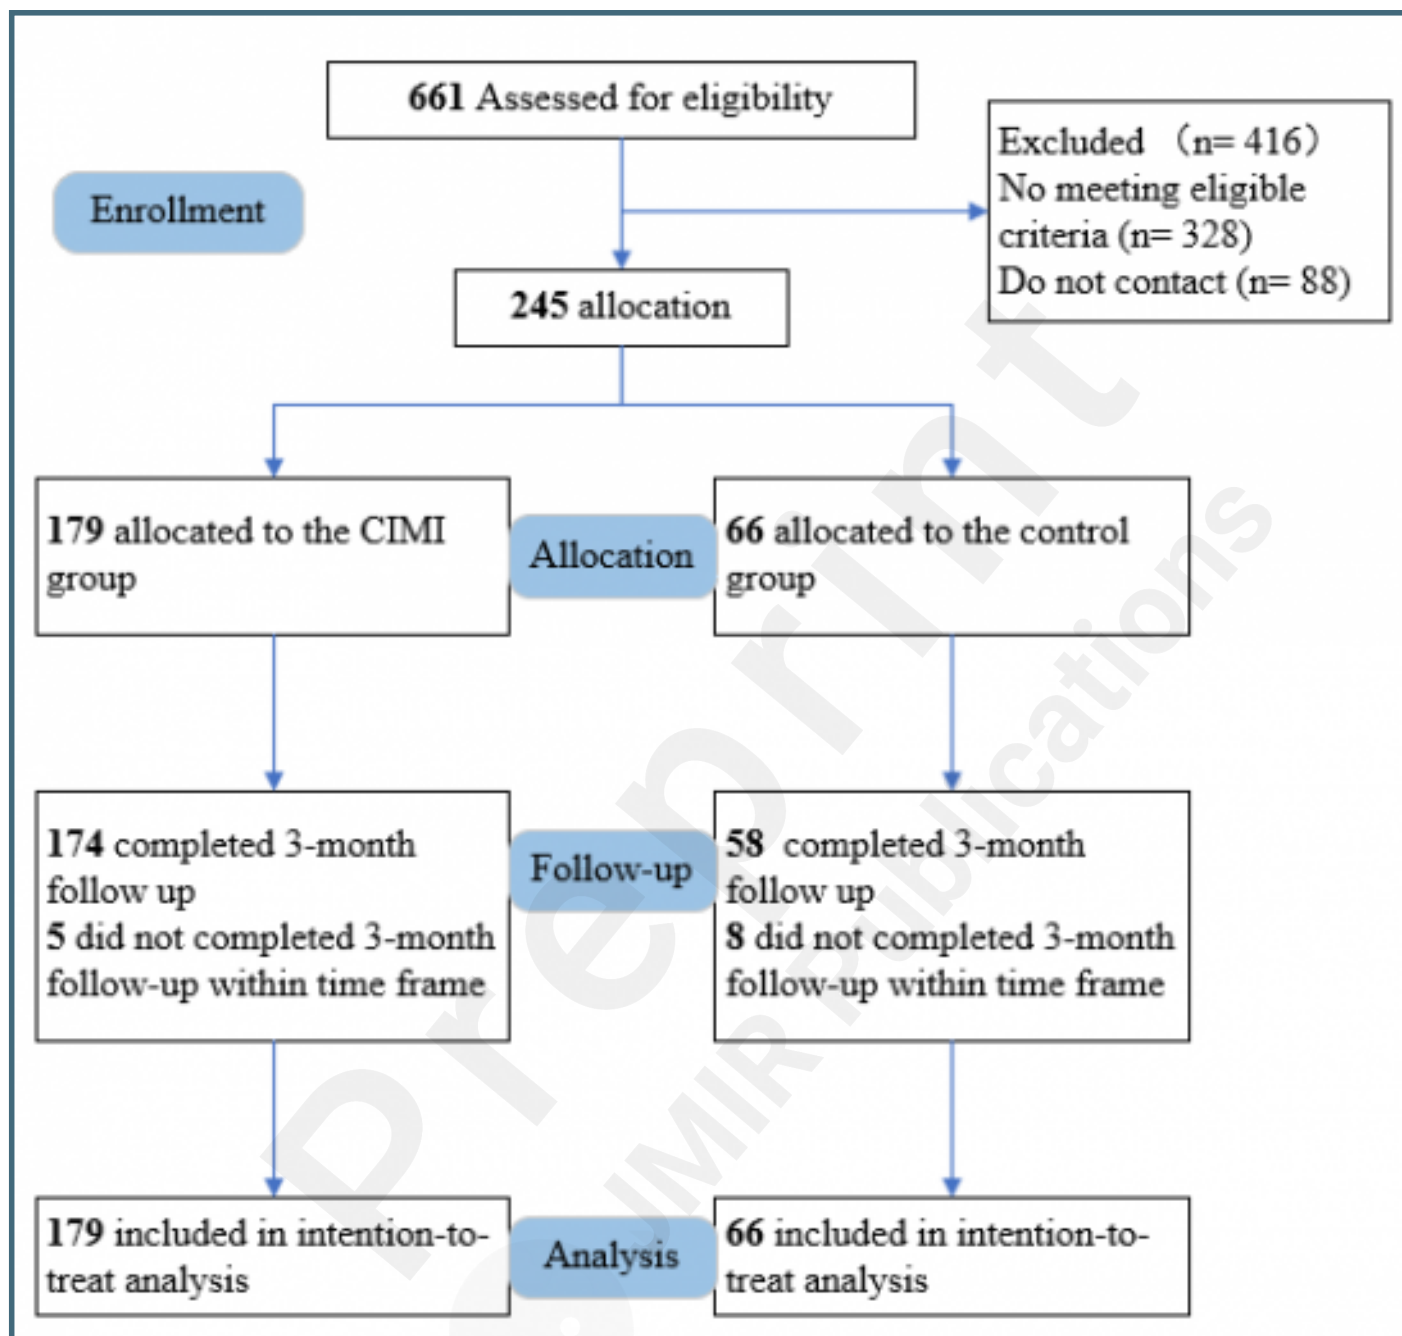 661 Assessed for eligibility
Excluded （n= 416）
No meeting eligible
criteria (n= 328)
Do not contact (n= 88)
Enrollment
245 allocation
179 allocated to the CIMI
group
Allocation
66 allocated to the control
group
174 completed 3-month
follow up
5 did not completed 3-month
follow-up within time frame
Follow-up
58 completed 3-month
follow up
8 did not completed 3-month
follow-up within time frame
179 included in intention-to-
treat analysis
Analysis
66 included in intention-to-
treat analysis
Preprint
JMIR Publications